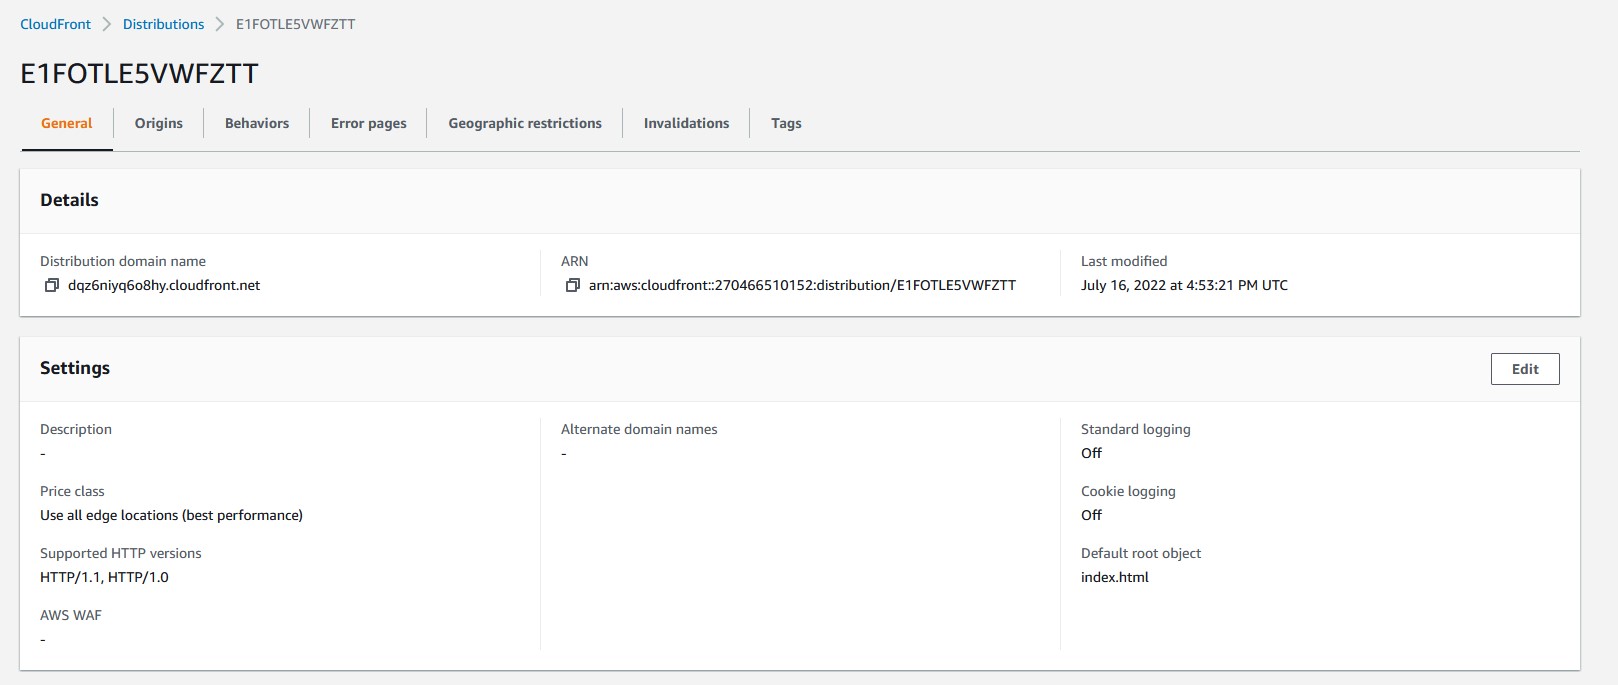 CloudFront > Distributions > E1FOTLE5VWFZTT
E1FOTLE5VWFZTT
General Origins Behaviors Error pages Geographic restrictions Invalidations Tags
Details
Distribution domain name
dqz6niyq6o8hy.cloudfront.net
ARN
arn:aws:cloudfront::270466510152:distribution/E1FOTLE5VWFZTT
Last modified
July 16, 2022 at 4:53:21 PM UTC
Settings
Edit
Description
-
Price class
Use all edge locations (best performance)
Supported HTTP versions
HTTP/1.1, HTTP/1.0
AWS WAF
-
Alternate domain names
-
Standard logging
Off
Cookie logging
Off
Default root object
index.html